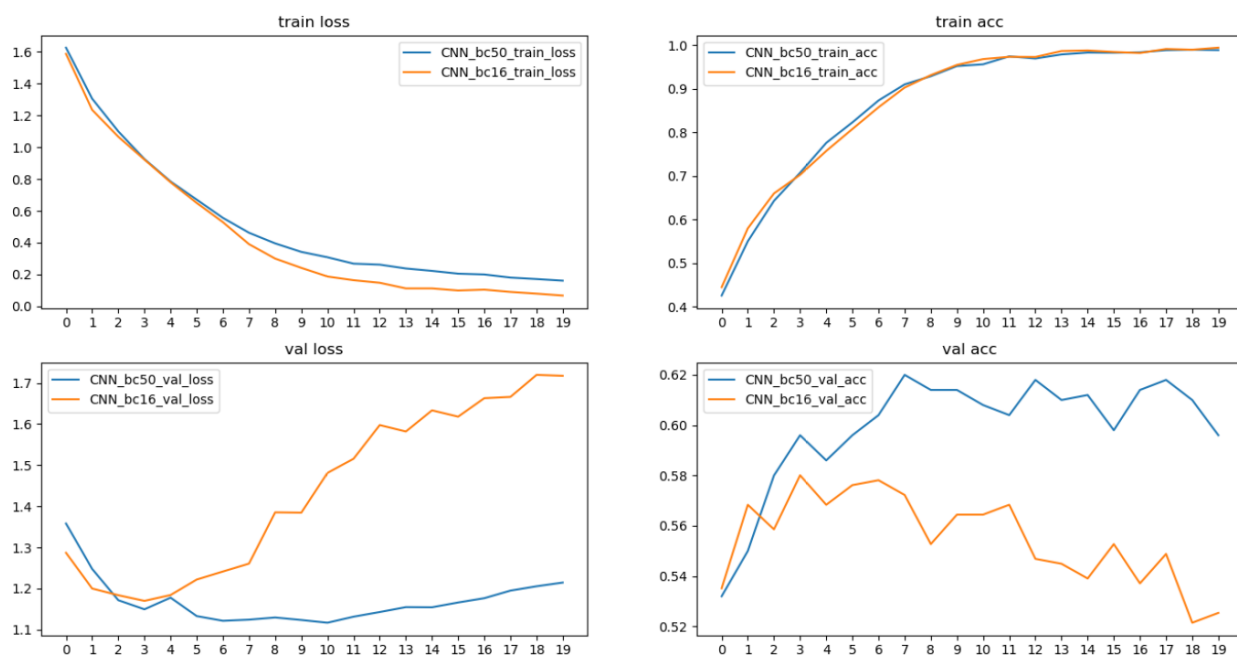 train loss
1.6
1.4
1.2
1.0
0.8
0.6
0.4
0.2
0.0
CNN_bc50_train_loss
CNN_bc16_train_loss
0 1 2 3 4 5 6 7 8 9 10 11 12 13 14 15 16 17 18 19
train acc
1.0
0.9
0.8
0.7
0.6
0.5
0.4
CNN_bc50_train_acc
CNN_bc16_train_acc
0 1 2 3 4 5 6 7 8 9 10 11 12 13 14 15 16 17 18 19
val loss
1.7
1.6
1.5
1.4
1.3
1.2
1.1
CNN_bc50_val_loss
CNN_bc16_val_loss
0 1 2 3 4 5 6 7 8 9 10 11 12 13 14 15 16 17 18 19
val acc
0.62
0.60
0.58
0.56
0.54
0.52
CNN_bc50_val_acc
CNN_bc16_val_acc
0 1 2 3 4 5 6 7 8 9 10 11 12 13 14 15 16 17 18 19